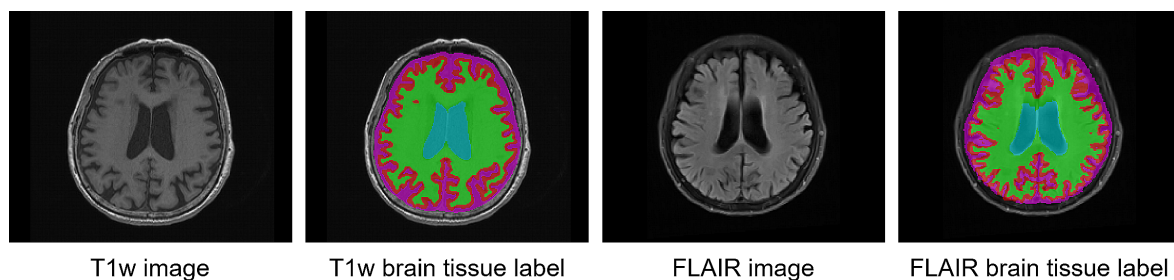 T1w image
T1w brain tissue label
FLAIR image
FLAIR brain tissue label